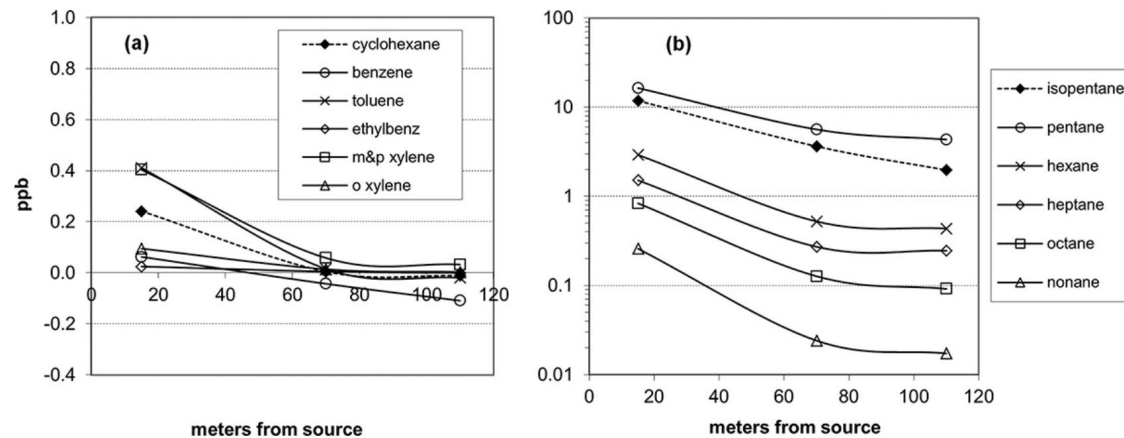 (a)
cyclohexane
benzene
toluene
ethylbenz
m&p xylene
o xylene
1.0
0.8
0.6
0.4
0.2
0.0
-0.2
-0.4
ppb
0 20 40 60 80 100 120
meters from source
(b)
100
10
1
0.1
0.01
0 20 40 60 80 100 120
meters from source
isopentane
pentane
hexane
heptane
octane
nonane